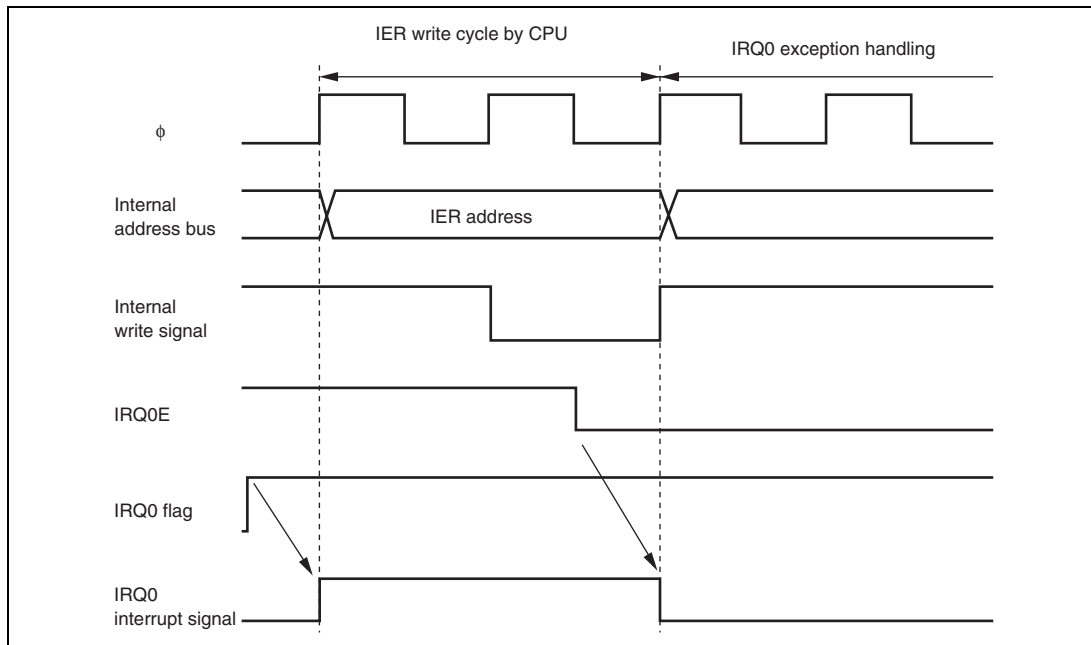 IER write cycle by CPU
IRQ0 exception handling
ϕ
Internal
address bus
IER address
Internal
write signal
IRQ0E
IRQ0 flag
IRQ0
interrupt signal